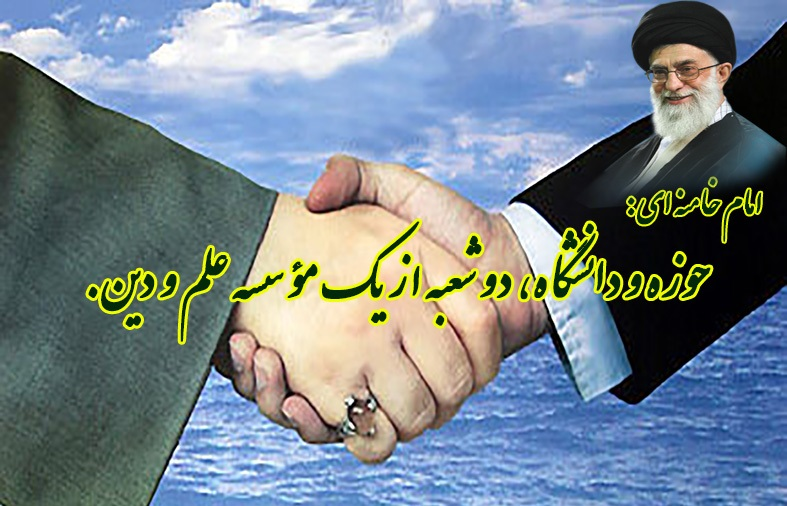 امام خامنه ای:
حوزه و دانشگاه، دو شعبه از یک مؤسسه علم و دین.